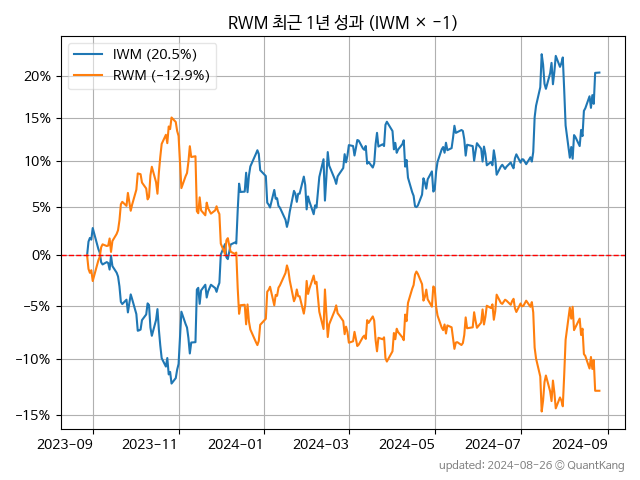 RWM 최근 1년 성과 (IWM × −1)
IWM (20.5%)
RWM (−12.9%)
20%
15%
10%
5%
0%
−5%
−10%
−15%
2023-09 2023-11 2024-01 2024-03 2024-05 2024-07 2024-09
updated: 2024-08-26 © QuantKang